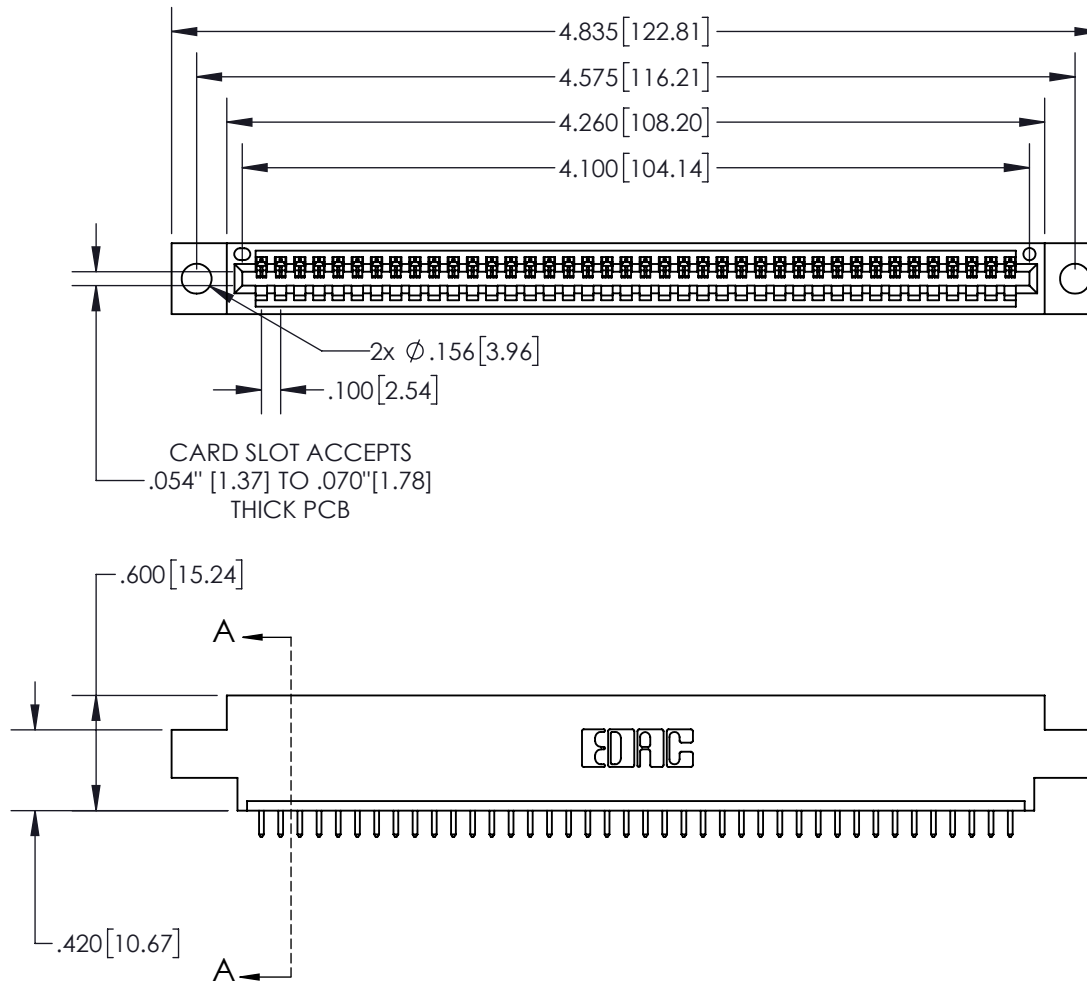 4.835[122.81]
4.575[116.21]
4.260[108.20]
4.100[104.14]
2x Ø.156[3.96]
.100[2.54]
CARD SLOT ACCEPTS
.054" [1.37] TO .070"[1.78]
THICK PCB
.600[15.24]
A
EDAC
.420[10.67]
A